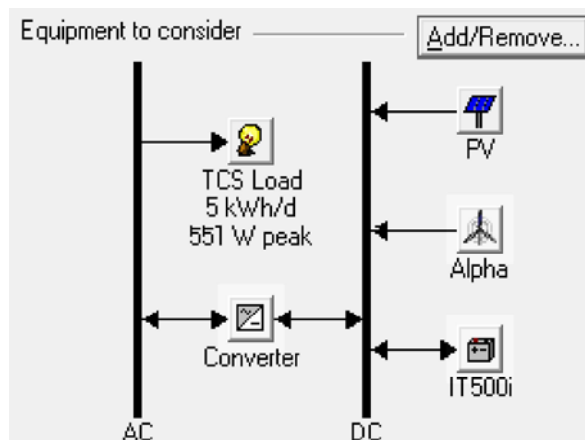 Equipment to consider
Add/Remove...
PV
TCS Load
5 kWh/d
551 W peak
Alpha
Converter
IT500i
AC
DC